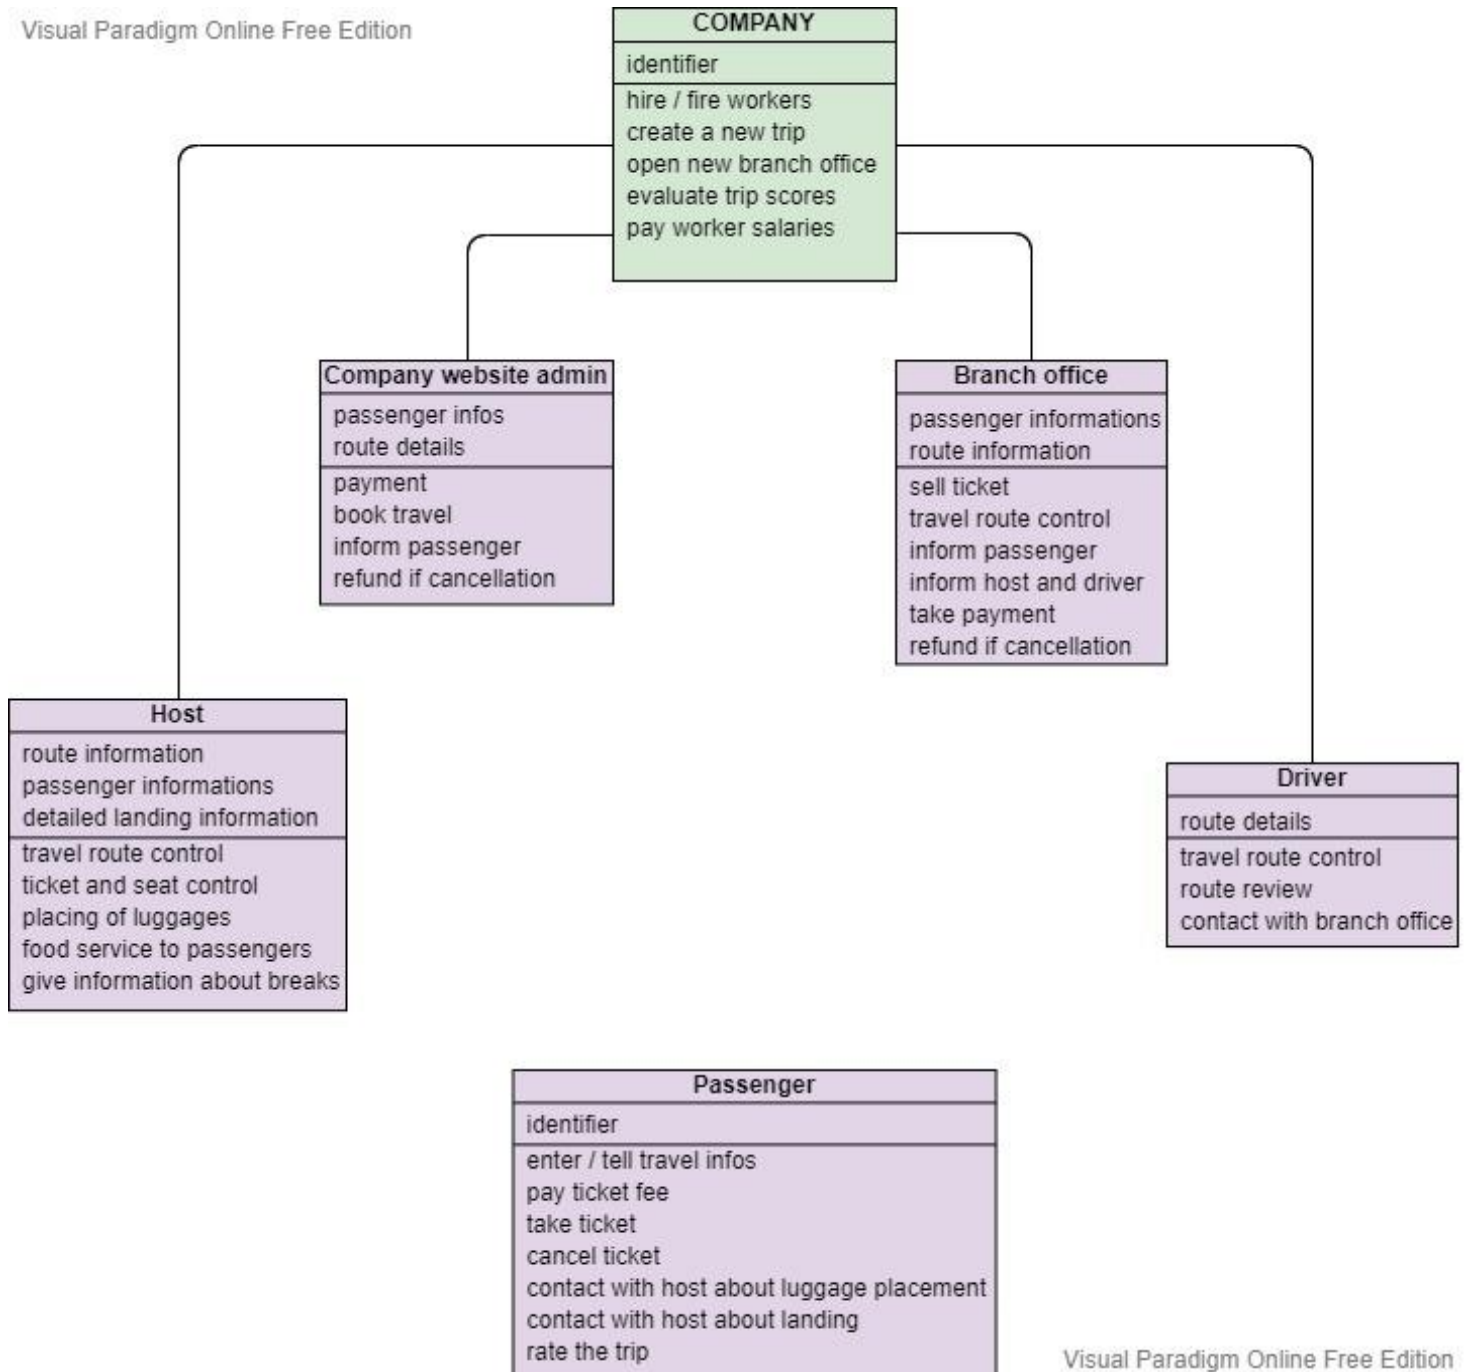 Visual Paradigm Online Free Edition
COMPANY
identifier
hire / fire workers
create a new trip
open new branch office
evaluate trip scores
pay worker salaries
Company website admin
passenger infos
route details
payment
book travel
inform passenger
refund if cancellation
Branch office
passenger informations
route information
sell ticket
travel route control
inform passenger
inform host and driver
take payment
refund if cancellation
Host
route information
passenger informations
detailed landing information
travel route control
ticket and seat control
placing of luggages
food service to passengers
give information about breaks
Driver
route details
travel route control
route review
contact with branch office
Passenger
identifier
enter / tell travel infos
pay ticket fee
take ticket
cancel ticket
contact with host about luggage placement
contact with host about landing
rate the trip
Visual Paradigm Online Free Edition